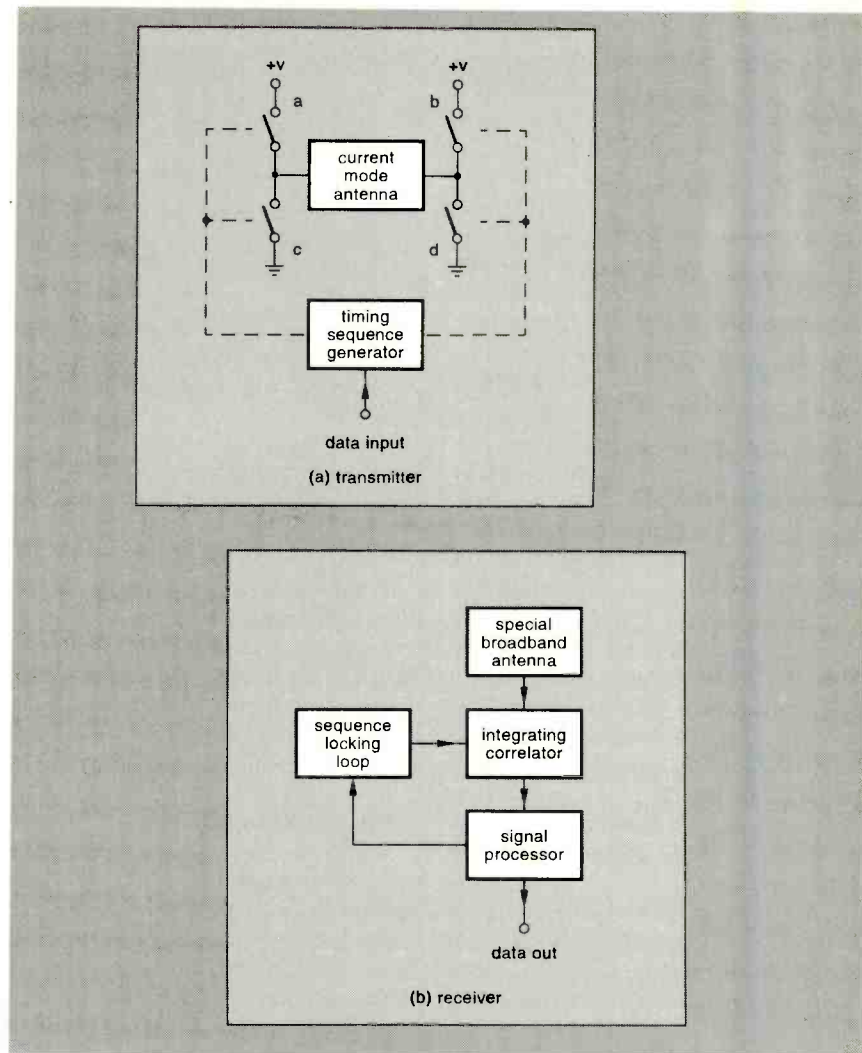 +v
+v
a
b
current
mode
antenna
c
d
timing
sequence
generator
data input
(a) transmitter
special
broadband
antenna
sequence
locking
loop
integrating
correlator
signal
processor
data out
(b) receiver